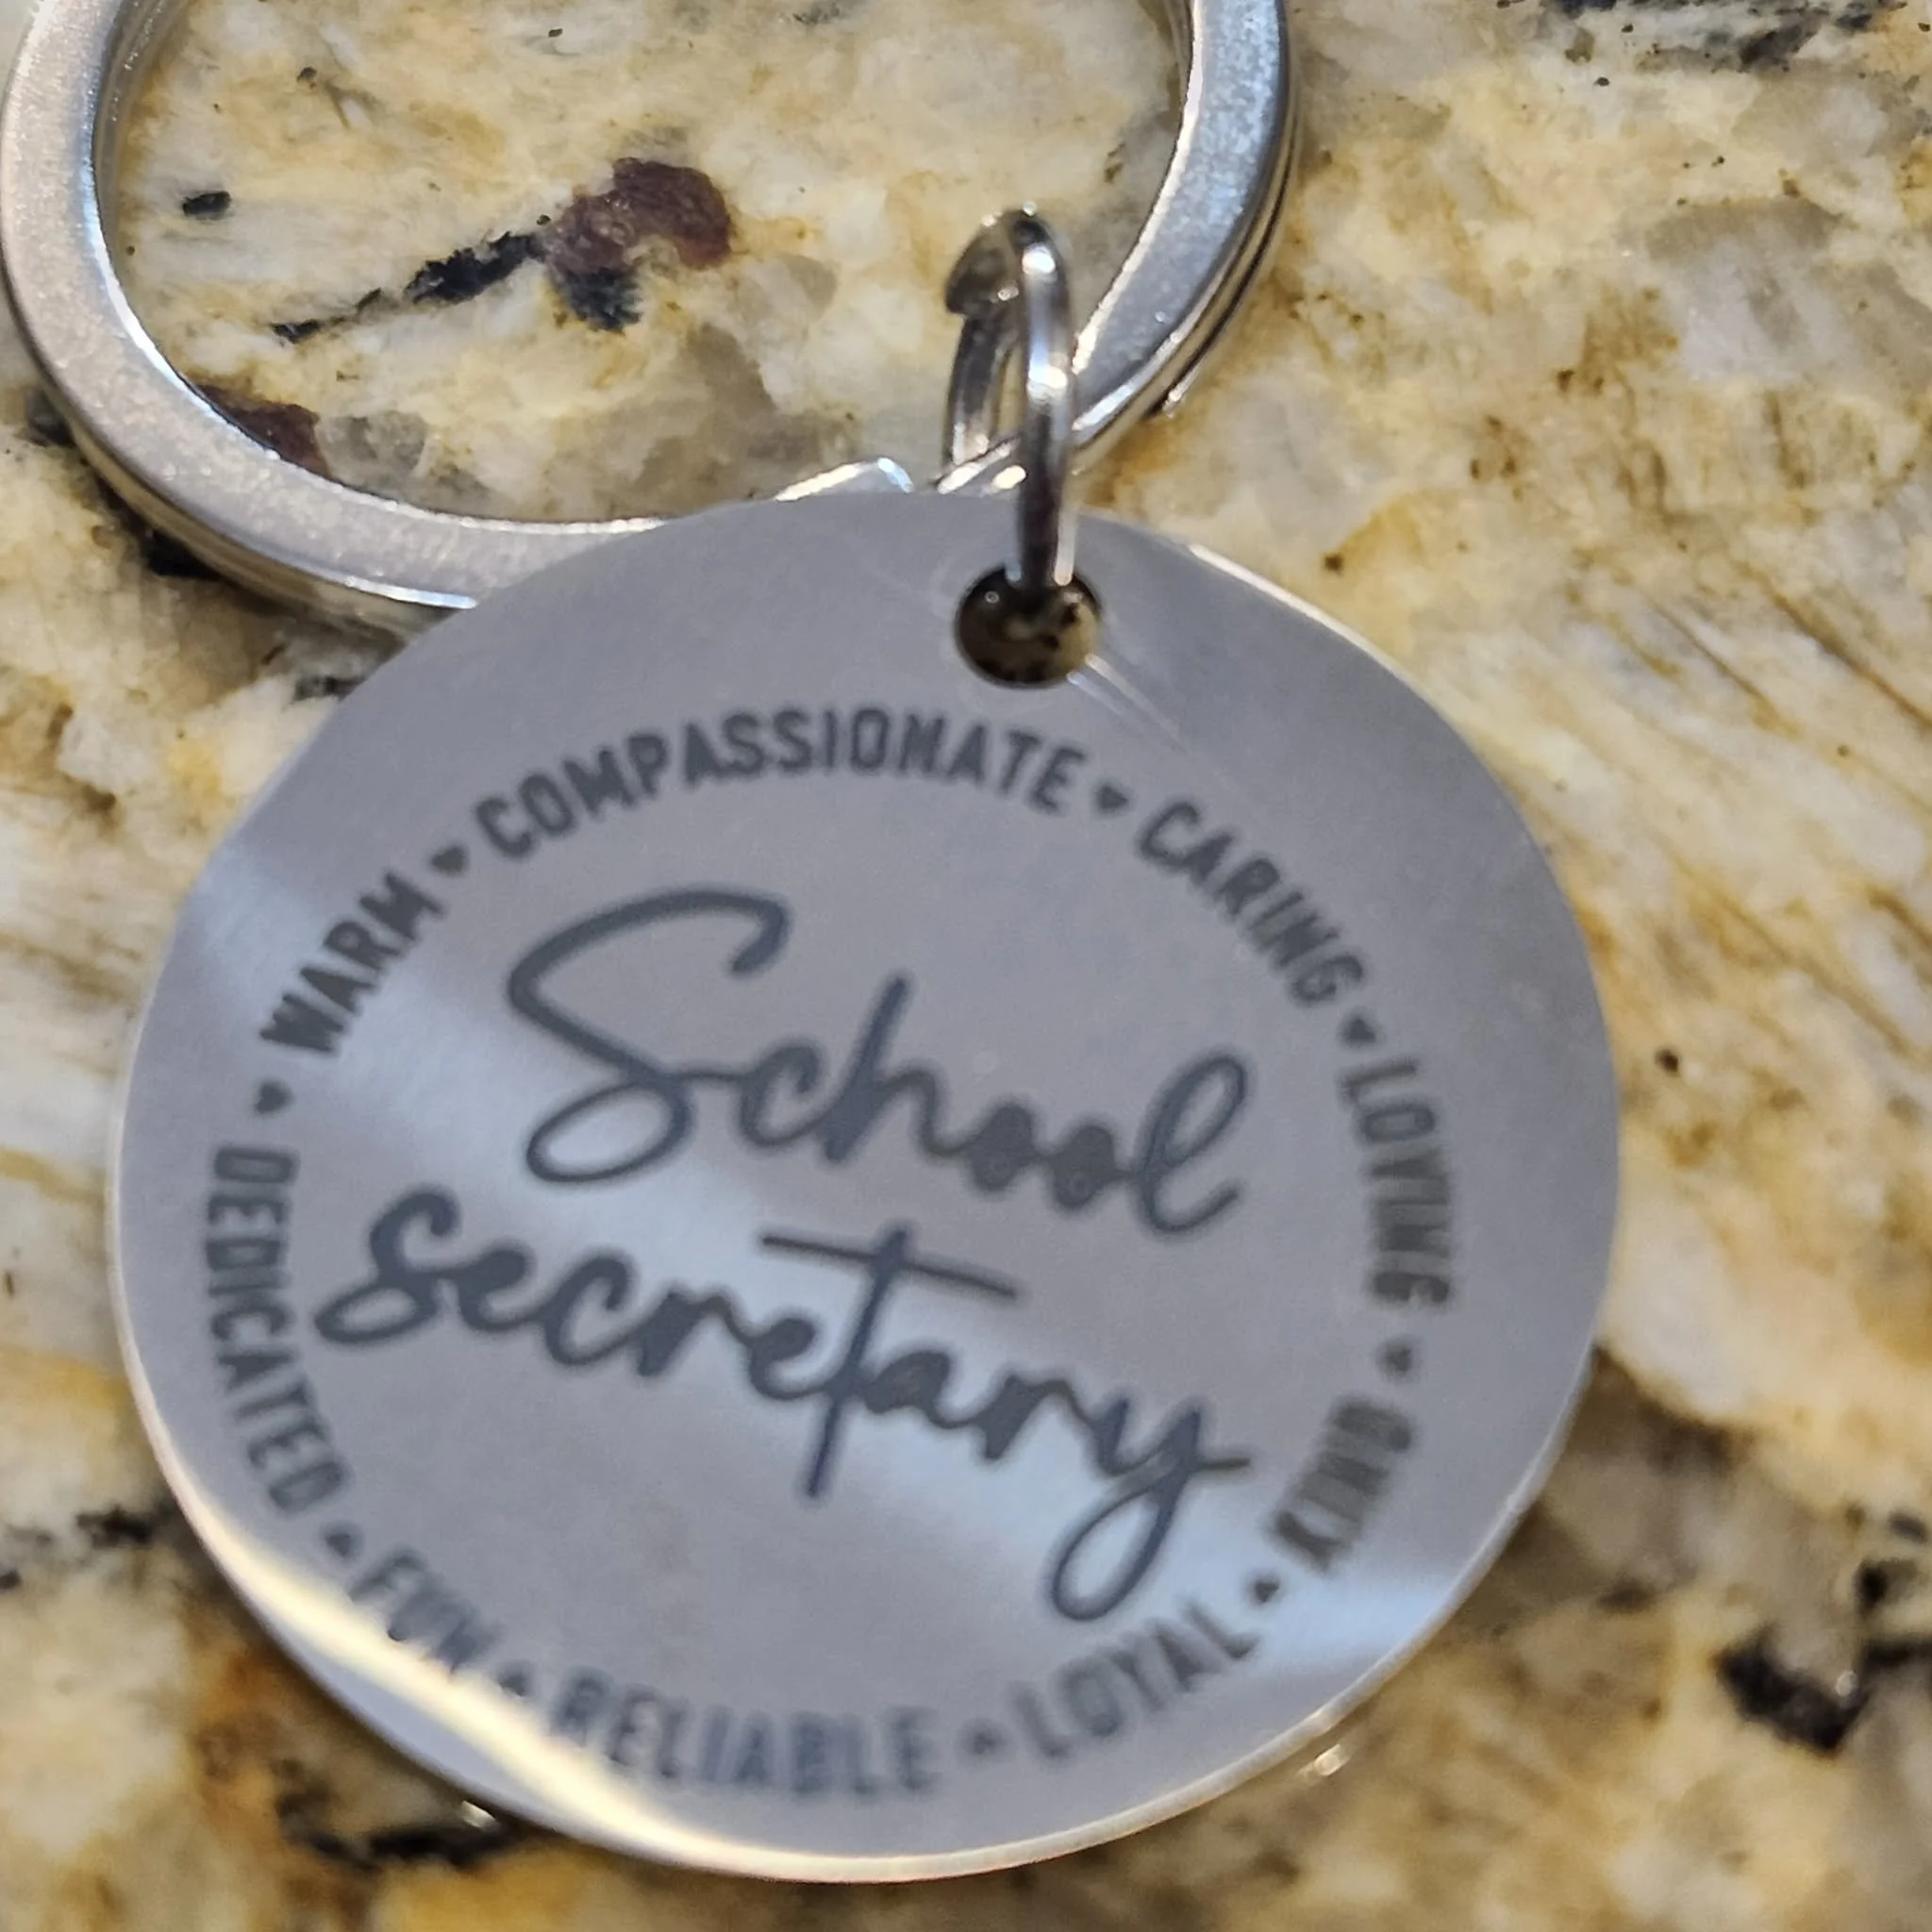 WARM ♥ COMPASSIONATE ♥ CARING ♥ LOVING ♥ KIND ♥ LOYAL ♥ RELIABLE ♥ FUN ♥ DEDICATED ♥
School
secretary